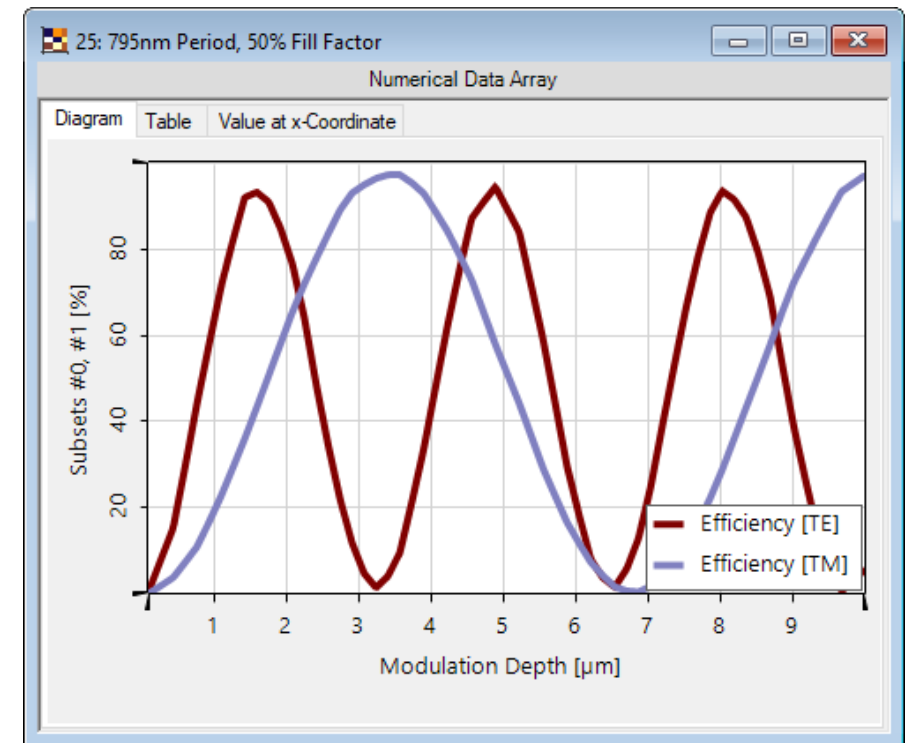 25: 795nm Period, 50% Fill Factor
Numerical Data Array
Diagram Table Value at x-Coordinate
Subsets #0, #1 [%]
80
60
40
20
Efficiency [TE]
Efficiency [TM]
1 2 3 4 5 6 7 8 9
Modulation Depth [µm]